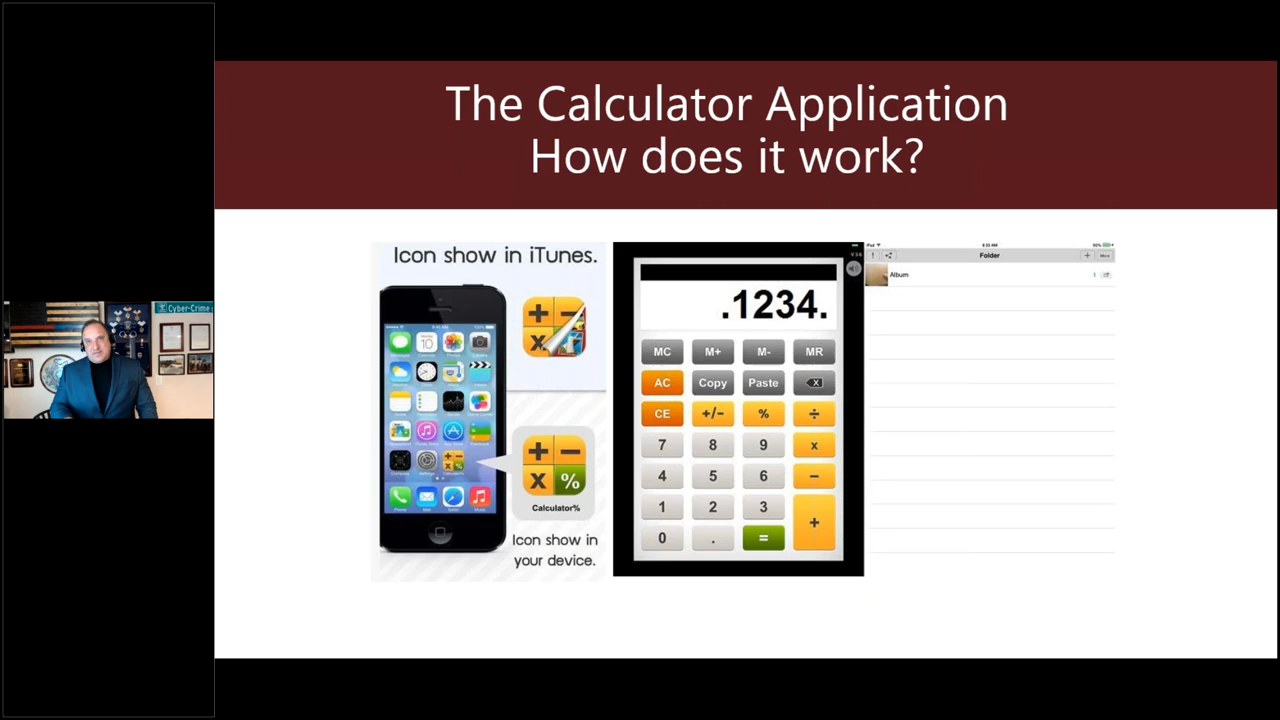 The Calculator Application
How does it work?
Cyber-Crime
Icon show in iTunes.
Calculator%
Icon show in
your device.
.1234.
MC M+ M- MR
AC Copy Paste
CE +/- % ÷
7 8 9 x
4 5 6 -
1 2 3 +
0 . =
Folder
Album
1